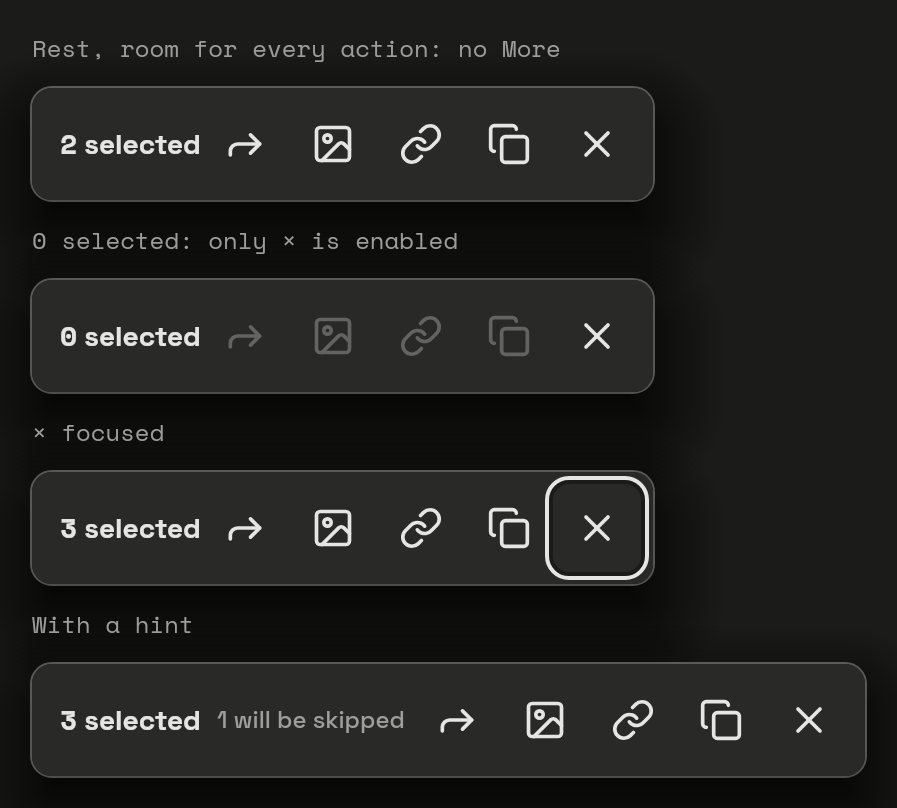 Rest, room for every action: no More
2 selected
0 selected: only × is enabled
0 selected
× focused
3 selected
With a hint
3 selected 1 will be skipped